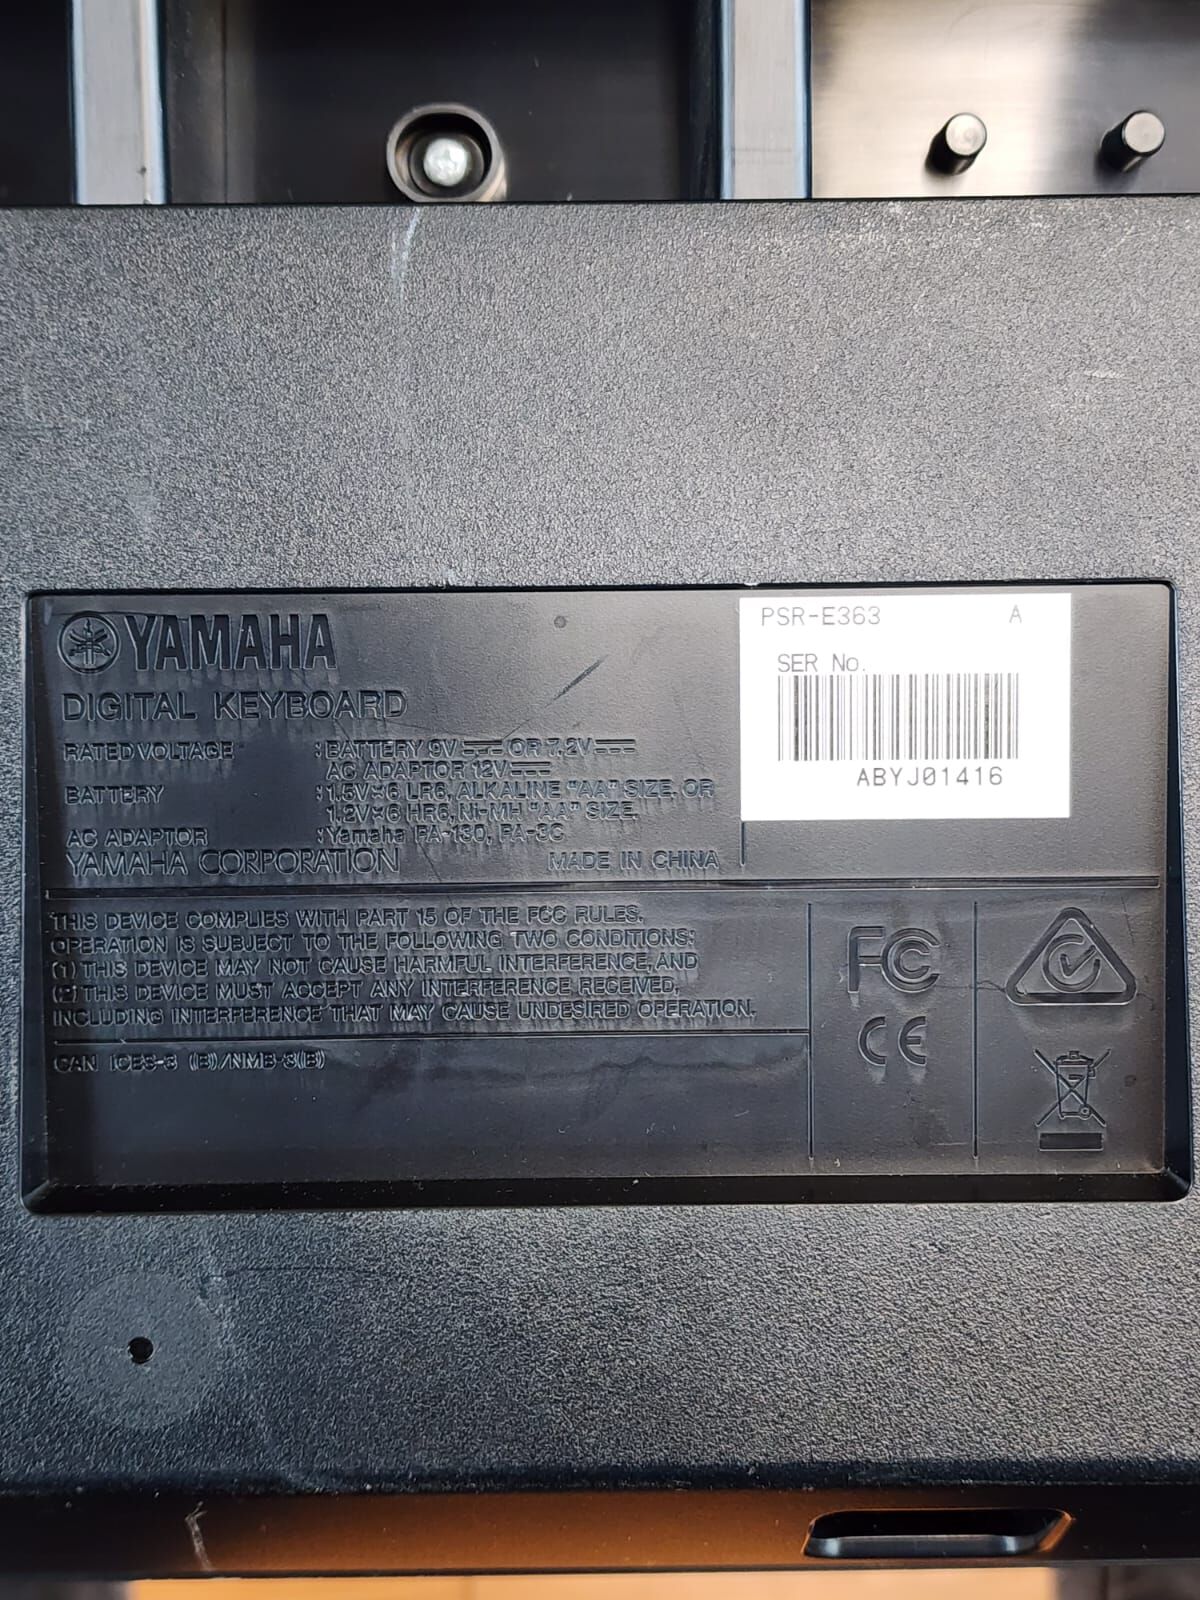 YAMAHA
DIGITAL KEYBOARD
RATED VOLTAGE : BATTERY 9V OR 7.2V
AC ADAPTOR 12V
BATTERY : 1.5V×6 LR6, ALKALINE "AA" SIZE, OR
1.2V×6 HR6, Ni-MH "AA" SIZE.
AC ADAPTOR : Yamaha PA-130, PA-3C
YAMAHA CORPORATION MADE IN CHINA
PSR-E363 A
SER No.
ABYJ01416
THIS DEVICE COMPLIES WITH PART 15 OF THE FCC RULES.
OPERATION IS SUBJECT TO THE FOLLOWING TWO CONDITIONS:
(1) THIS DEVICE MAY NOT CAUSE HARMFUL INTERFERENCE, AND
(2) THIS DEVICE MUST ACCEPT ANY INTERFERENCE RECEIVED,
INCLUDING INTERFERENCE THAT MAY CAUSE UNDESIRED OPERATION.
CAN ICES-3 (B)/NMB-3(B)
FC
CE